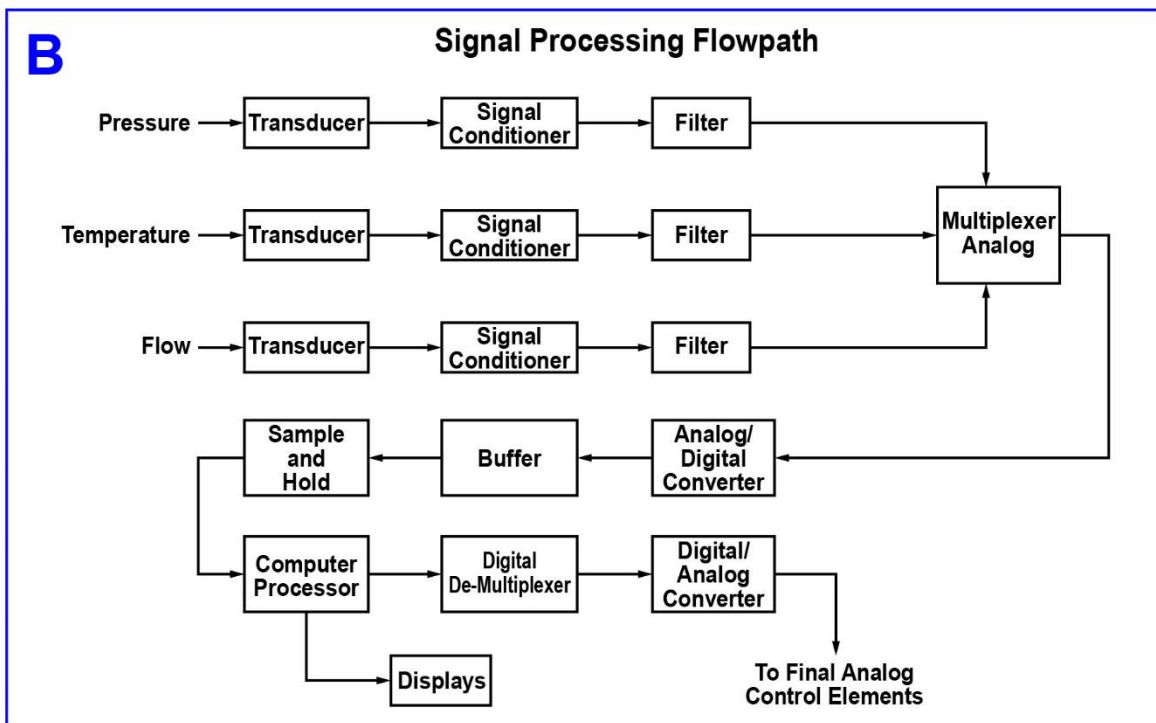 B
Signal Processing Flowpath
Pressure
Transducer
Signal
Conditioner
Filter
Temperature
Transducer
Signal
Conditioner
Filter
Multiplexer
Analog
Flow
Transducer
Signal
Conditioner
Filter
Sample
and
Hold
Buffer
Analog/
Digital
Converter
Computer
Processor
Digital
De-Multiplexer
Digital/
Analog
Converter
Displays
To Final Analog
Control Elements